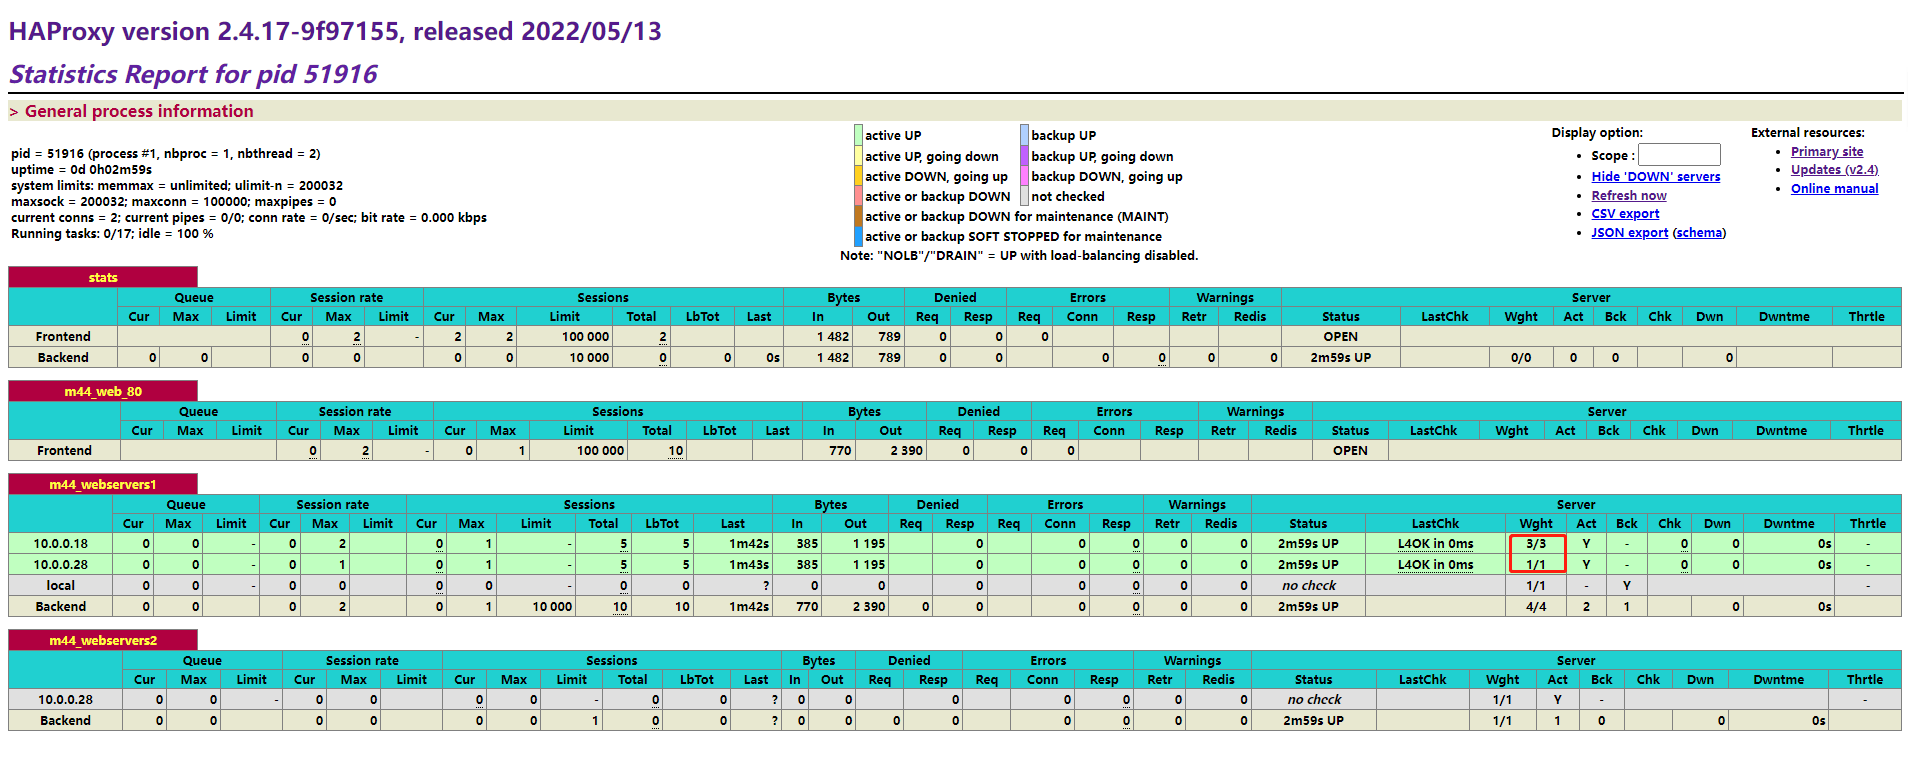 HAProxy version 2.4.17-9f97155, released 2022/05/13
Statistics Report for pid 51916
> General process information
pid = 51916 (process #1, nbproc = 1, nbthread = 2)
uptime = 0d 0h02m59s
system limits: memmax = unlimited; ulimit-n = 200032
maxsock = 200032; maxconn = 100000; maxpipes = 0
current conns = 2; current pipes = 0/0; conn rate = 0/sec; bit rate = 0.000 kbps
Running tasks: 0/17; idle = 100 %
active UP backup UP
active UP, going down backup UP, going down
active DOWN, going up backup DOWN, going up
active or backup DOWN not checked
active or backup DOWN for maintenance (MAINT)
active or backup SOFT STOPPED for maintenance
Note: "NOLB"/"DRAIN" = UP with load-balancing disabled.
Display option:
• Scope :
• Hide 'DOWN' servers
• Refresh now
• CSV export
• JSON export (schema)
External resources:
• Primary site
• Updates (v2.4)
• Online manual
stats
Queue Session rate Sessions Bytes Denied Errors Warnings Server
Cur Max Limit Cur Max Limit Cur Max Limit Total LbTot Last In Out Req Resp Req Conn Resp Retr Redis Status LastChk Wght Act Bck Chk Dwn Dwntme Thrtle
Frontend 0 2 - 2 2 100 000 2 1 482 789 0 0 0 OPEN
Backend 0 0 0 0 0 0 10 000 0 0 0s 1 482 789 0 0 0 0 0 0 2m59s UP 0/0 0 0 0
m44_web_80
Queue Session rate Sessions Bytes Denied Errors Warnings Server
Cur Max Limit Cur Max Limit Cur Max Limit Total LbTot Last In Out Req Resp Req Conn Resp Retr Redis Status LastChk Wght Act Bck Chk Dwn Dwntme Thrtle
Frontend 0 2 - 0 1 100 000 10 770 2 390 0 0 0 OPEN
m44_webservers1
Queue Session rate Sessions Bytes Denied Errors Warnings Server
Cur Max Limit Cur Max Limit Cur Max Limit Total LbTot Last In Out Req Resp Req Conn Resp Retr Redis Status LastChk Wght Act Bck Chk Dwn Dwntme Thrtle
10.0.0.18 0 0 - 0 2 0 1 - 5 5 1m42s 385 1 195 0 0 0 0 0 2m59s UP L4OK in 0ms 3/3 Y - 0 0 0s -
10.0.0.28 0 0 - 0 1 0 1 - 5 5 1m43s 385 1 195 0 0 0 0 0 2m59s UP L4OK in 0ms 1/1 Y - 0 0 0s -
local 0 0 - 0 0 0 0 - 0 0 ? 0 0 0 0 0 0 0 no check 1/1 - Y -
Backend 0 0 0 2 0 1 10 000 10 10 1m42s 770 2 390 0 0 0 0 0 0 2m59s UP 4/4 2 1 0 0s
m44_webservers2
Queue Session rate Sessions Bytes Denied Errors Warnings Server
Cur Max Limit Cur Max Limit Cur Max Limit Total LbTot Last In Out Req Resp Req Conn Resp Retr Redis Status LastChk Wght Act Bck Chk Dwn Dwntme Thrtle
10.0.0.28 0 0 - 0 0 0 0 - 0 0 ? 0 0 0 0 0 0 0 no check 1/1 Y - -
Backend 0 0 0 0 0 0 1 0 0 ? 0 0 0 0 0 0 0 0 2m59s UP 1/1 1 0 0 0s